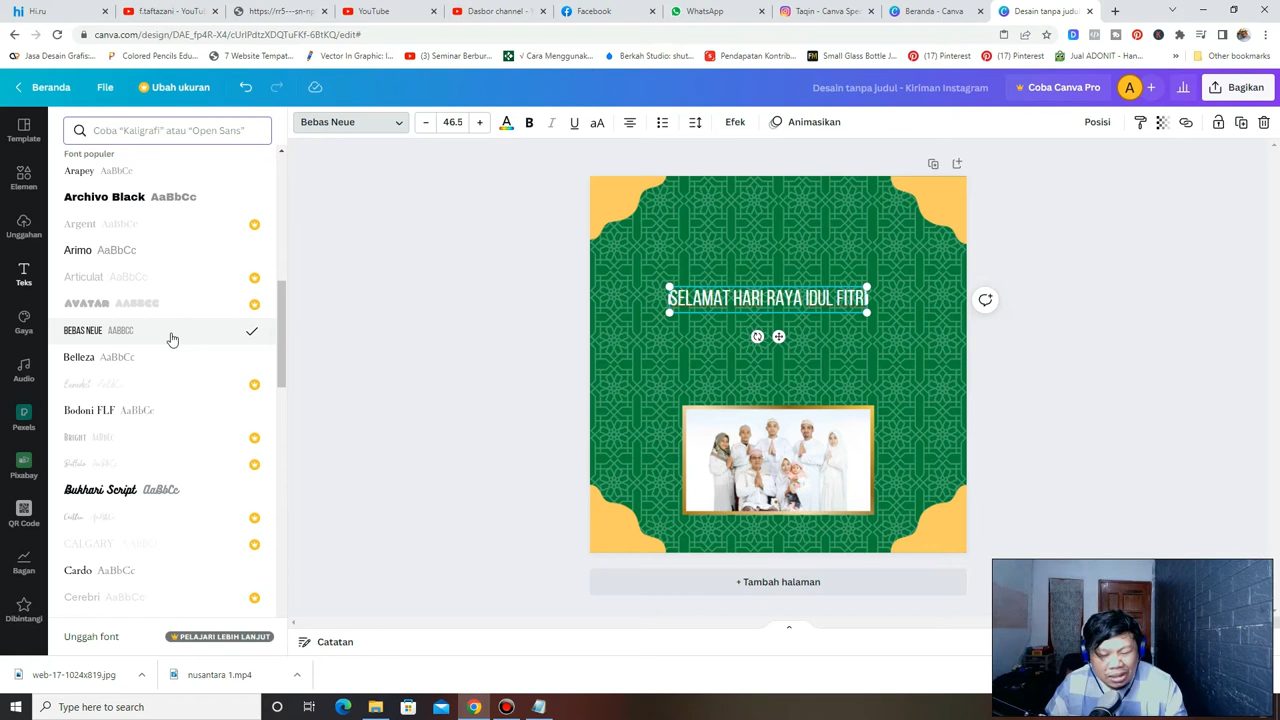 Hi.ru
f.taftazani - YouTu
https://rr5---sn-np
YouTube
Dasbor channel - Y
Facebook
WhatsApp
Taqin - Canva Spe
Beranda - Canva
Desain tanpa judul
canva.com/design/DAE_fp4R-X4/cUrlPdtzXDQTuFKf-6BtKQ/edit#
Jasa Desain Grafis...
Colored Pencils Edu...
7 Website Tempat...
Vector In Graphic: I...
(3) Seminar Berbur...
√ Cara Menggunak...
Berkah Studio: shut...
Pendapatan Kontrib...
(17) Pinterest
Small Glass Bottle J...
(17) Pinterest
Jual ADONIT - Harg...
Other bookmarks
Beranda
File
Ubah ukuran
Desain tanpa judul - Kiriman Instagram
Coba Canva Pro
A
Bagikan
Template
Elemen
Unggahan
Teks
Gaya
Audio
Pexels
Pixabay
QR Code
Bagan
Dibintangi
Coba "Kaligrafi" atau "Open Sans"
Bebas Neue
46.5
B
I
U
aA
Efek
Animasikan
Posisi
Font populer
Arapey AaBbCc
Archivo Black AaBbCc
Argent AaBbCc
Arimo AaBbCc
Articulat AaBbCc
AVATAR AABBCC
BEBAS NEUE AABBCC
Belleza AaBbCc
Bodoni FLF AaBbCc
BRIGHT
Buffalo
Bukhari Script AaBbCc
CALGARY
Cardo AaBbCc
Cerebri AaBbCc
Unggah font
PELAJARI LEBIH LANJUT
SELAMAT HARI RAYA IDUL FITRI
+ Tambah halaman
Catatan
web-17-1024x819.jpg
nusantara 1.mp4
Type here to search